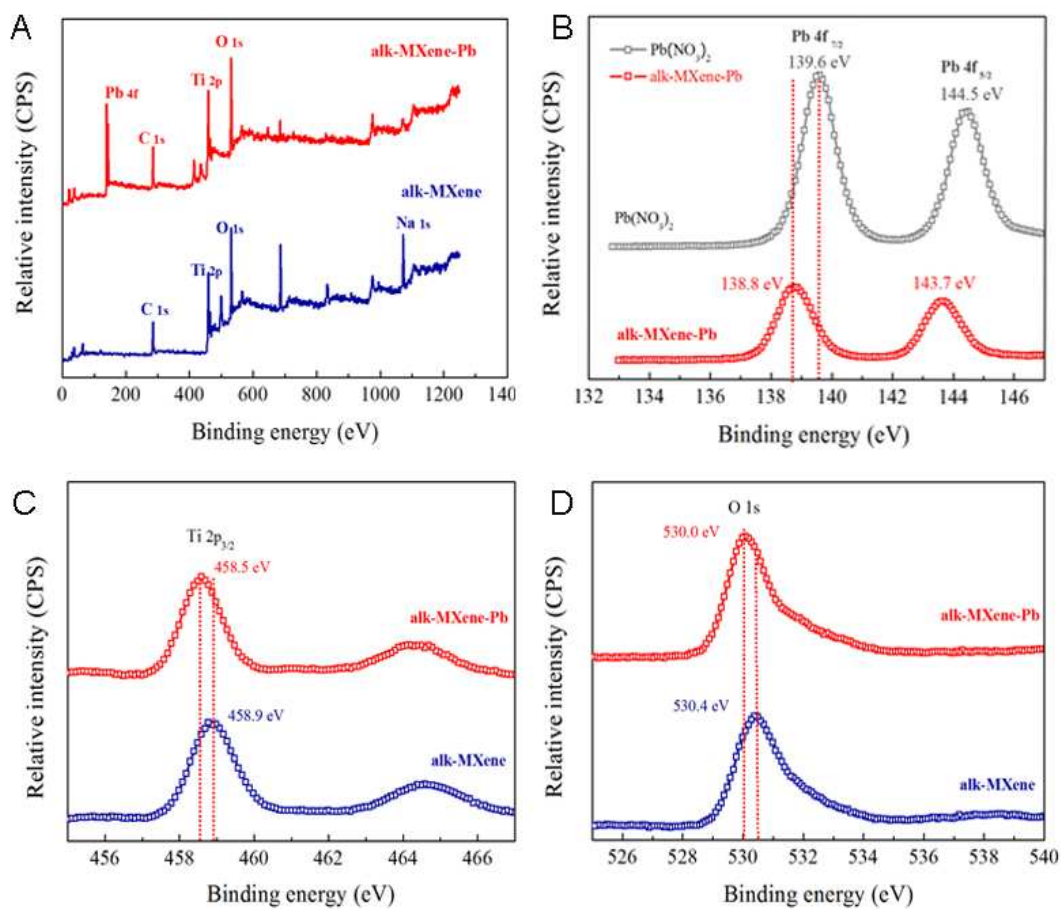 A
Relative intensity (CPS)
alk-MXene-Pb
O 1s
Ti 2p
Pb 4f
C 1s
alk-MXene
O 1s
Na 1s
Ti 2p
C 1s
0 200 400 600 800 1000 1200 140
Binding energy (eV)
B
Relative intensity (CPS)
Pb(NO3)2
alk-MXene-Pb
Pb 4f 7/2
139.6 eV
Pb 4f 5/2
144.5 eV
Pb(NO3)2
138.8 eV
143.7 eV
alk-MXene-Pb
132 134 136 138 140 142 144 146
Binding energy (eV)
C
Relative intensity (CPS)
Ti 2p3/2
458.5 eV
alk-MXene-Pb
458.9 eV
alk-MXene
456 458 460 462 464 466
Binding energy (eV)
D
Relative intensity (CPS)
O 1s
530.0 eV
alk-MXene-Pb
530.4 eV
alk-MXene
526 528 530 532 534 536 538 540
Binding energy (eV)